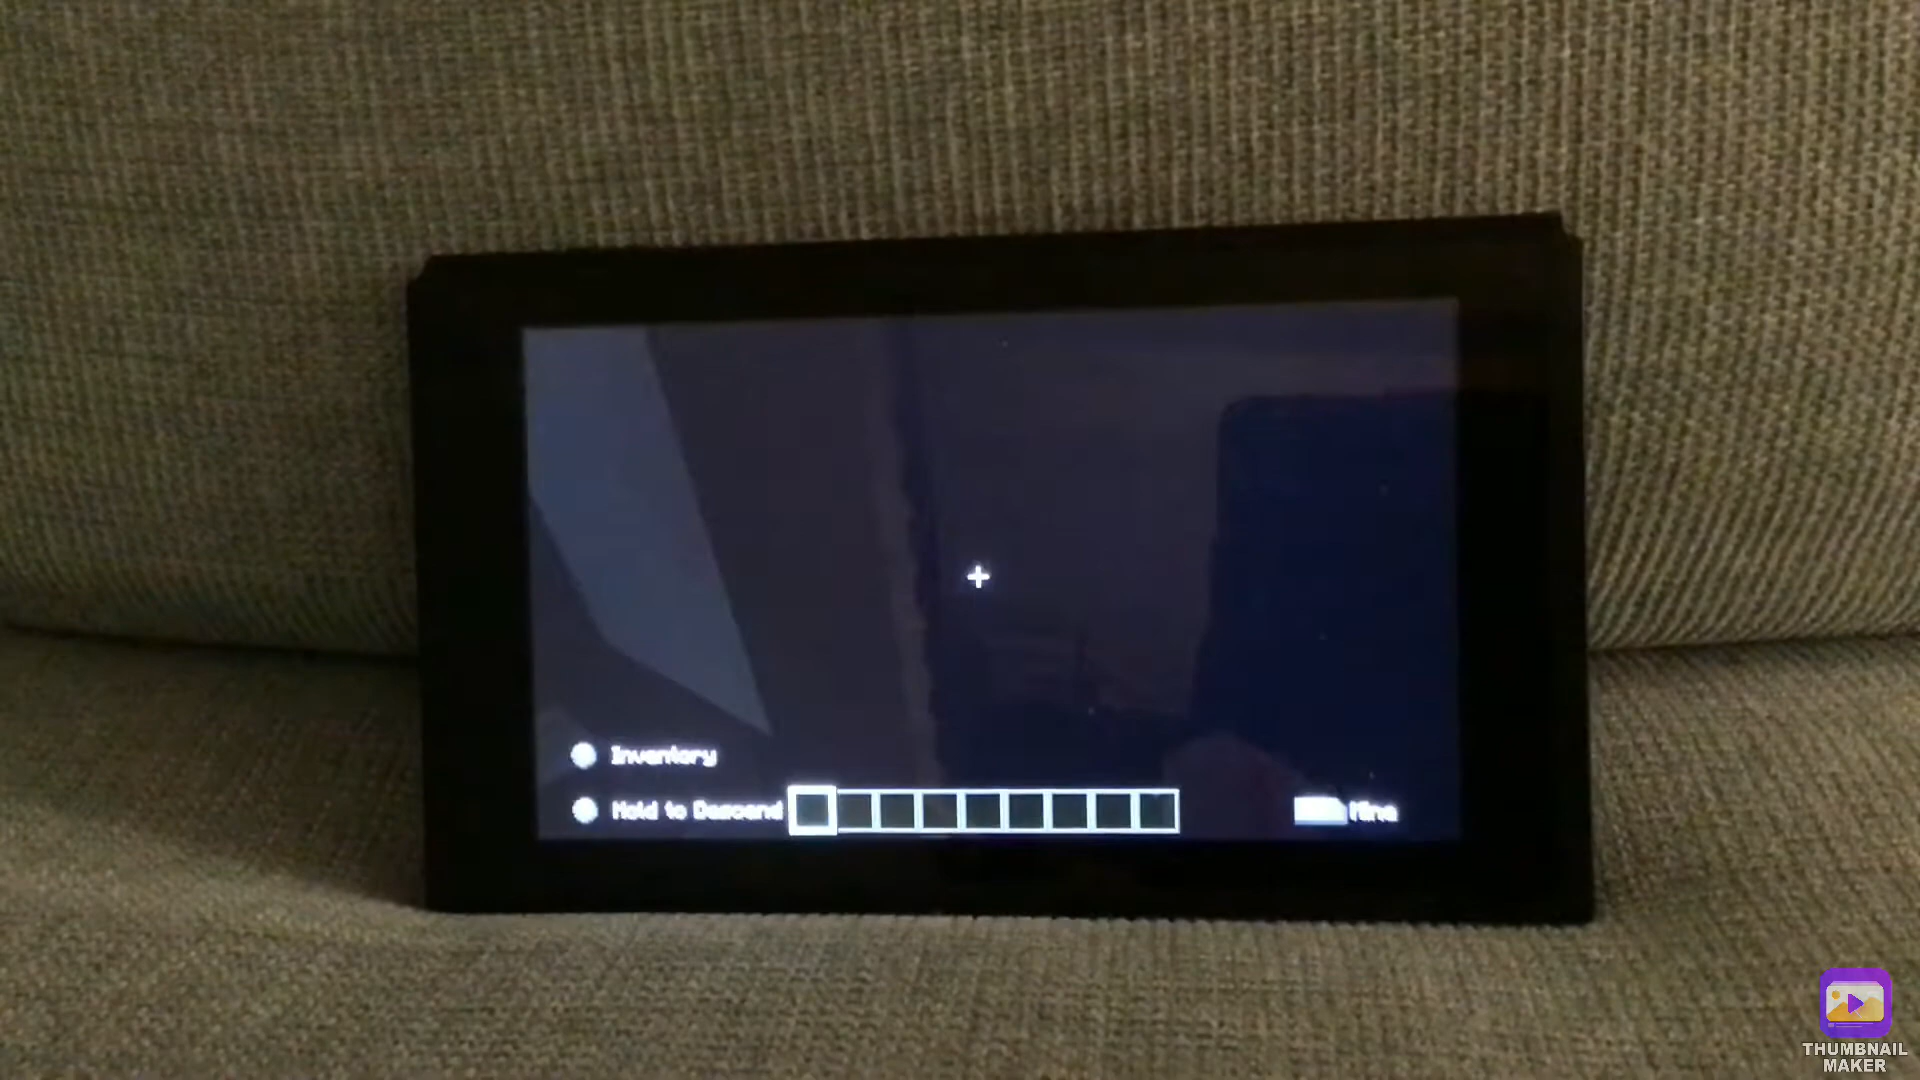 Inventory
Hold to Descend
Mine
THUMBNAIL
MAKER